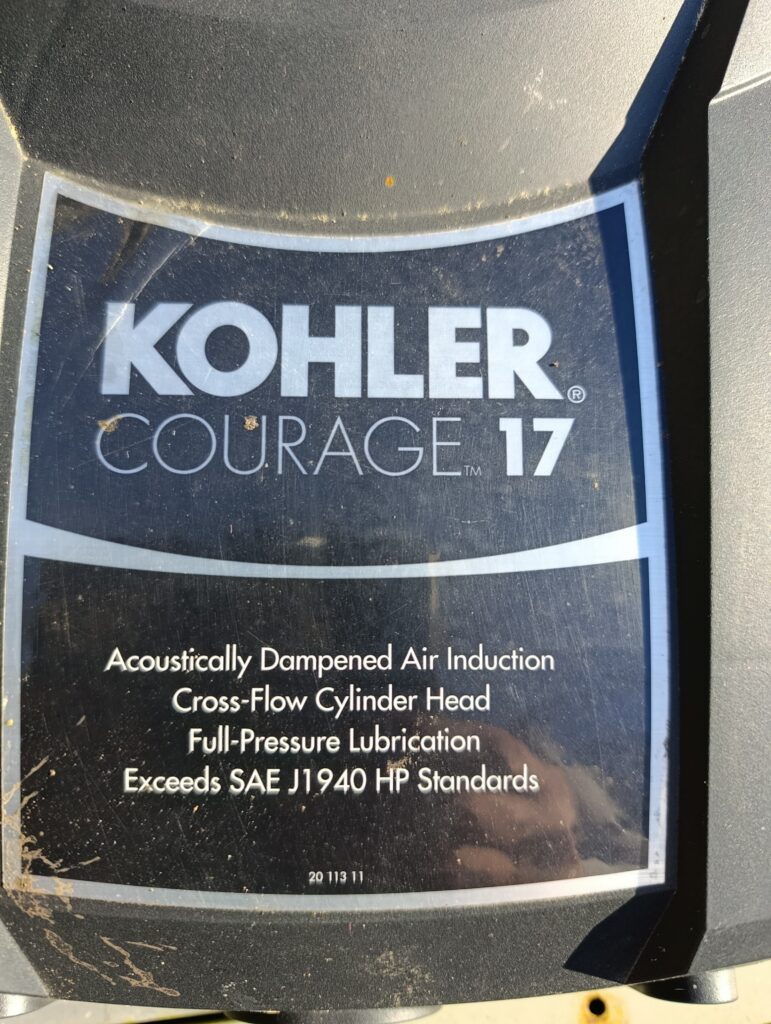 KOHLER®
COURAGE™ 17
Acoustically Dampened Air Induction
Cross-Flow Cylinder Head
Full-Pressure Lubrication
Exceeds SAE J1940 HP Standards
20 113 11